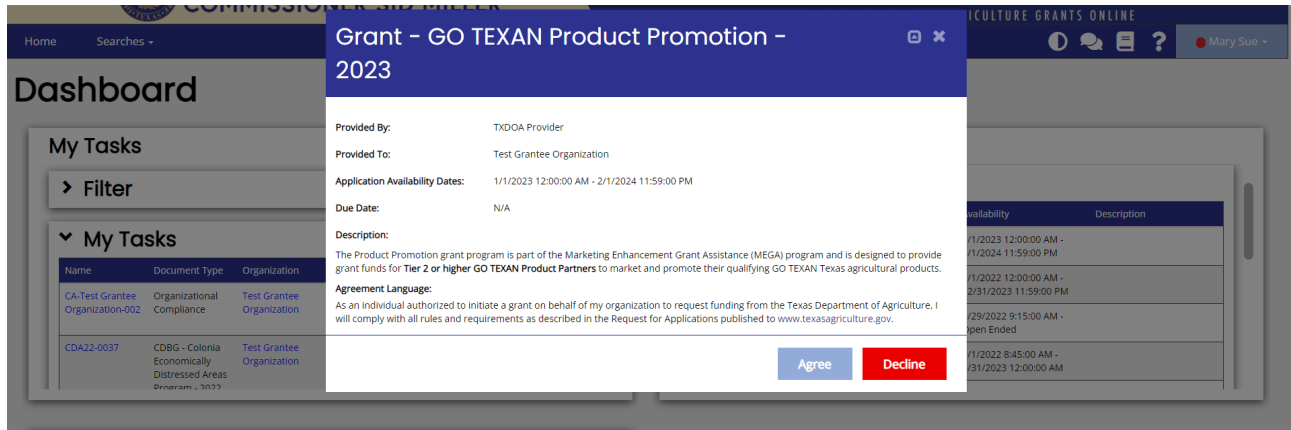 COMMISSIONER SID MILLER
ICULTURE GRANTS ONLINE
Home Searches
Mary Sue
Dashboard
Grant - GO TEXAN Product Promotion -
2023
Provided By: TXDOA Provider
Provided To: Test Grantee Organization
Application Availability Dates: 1/1/2023 12:00:00 AM - 2/1/2024 11:59:00 PM
Due Date: N/A
Description:
The Product Promotion grant program is part of the Marketing Enhancement Grant Assistance (MEGA) program and is designed to provide
grant funds for Tier 2 or higher GO TEXAN Product Partners to market and promote their qualifying GO TEXAN Texas agricultural products.
Agreement Language:
As an individual authorized to initiate a grant on behalf of my organization to request funding from the Texas Department of Agriculture, I
will comply with all rules and requirements as described in the Request for Applications published to www.texasagriculture.gov.
Agree Decline
My Tasks
Filter
My Tasks
Name Document Type Organization
CA-Test Grantee Organizational Test Grantee
Organization-002 Compliance Organization
CDA22-0037 CDBG - Colonia Test Grantee
Economically Organization
Distressed Areas
Program - 2022
vailability Description
/1/2023 12:00:00 AM -
/1/2024 11:59:00 PM
/1/2022 12:00:00 AM -
2/31/2023 11:59:00 PM
/29/2022 9:15:00 AM -
Open Ended
/1/2022 8:45:00 AM -
/31/2023 12:00:00 AM